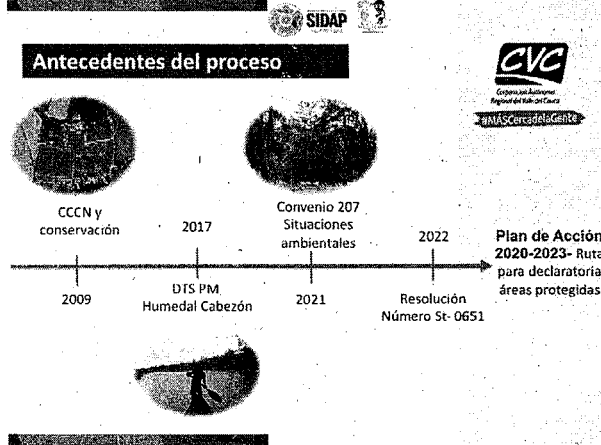 SIDAP
Antecedentes del proceso
CVC
Corporación Autónoma
Regional del Valle del Cauca
#MÁSCercadelaGente
CCCN y
conservación
2009
2017
DTS PM
Humedal Cabezón
Convenio 207
Situaciones
ambientales
2021
2022
Resolución
Número St- 0651
Plan de Acción
2020-2023- Ruta
para declaratoria
áreas protegidas